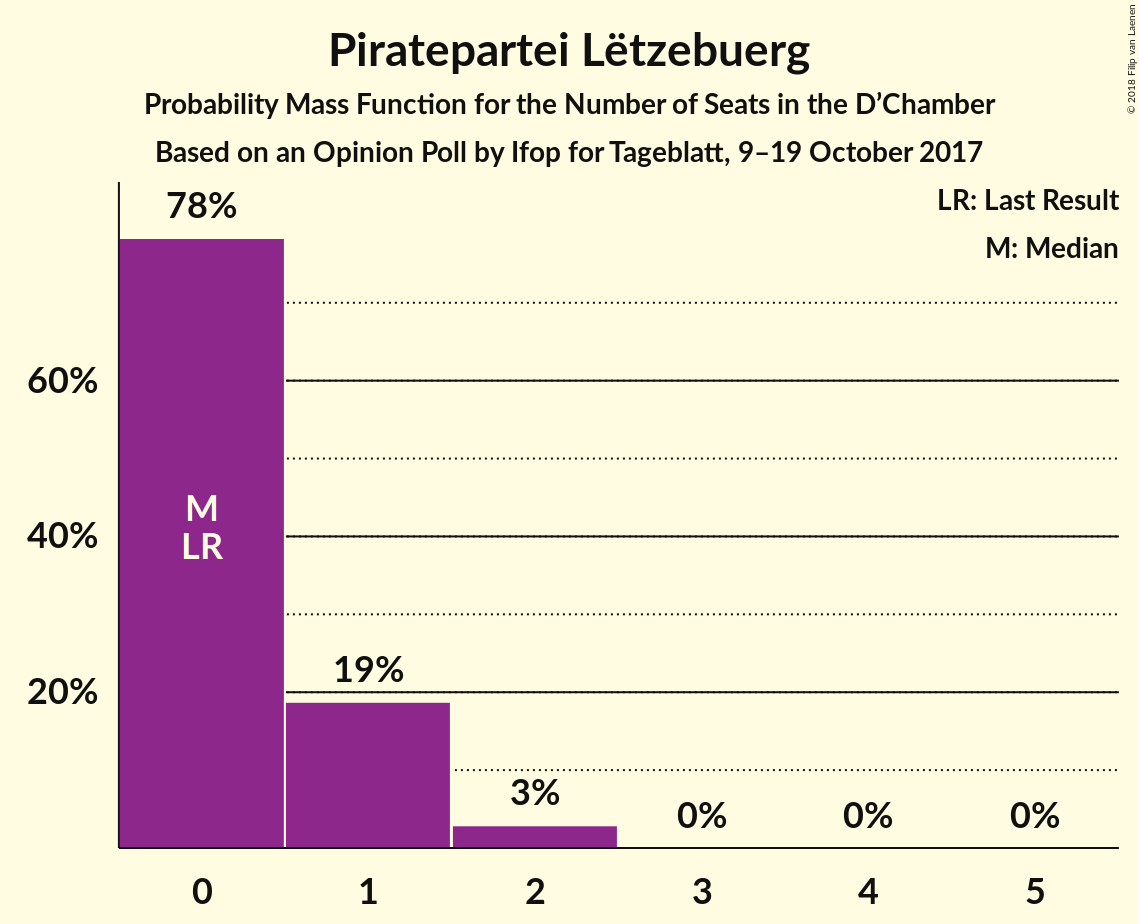 Piratepartei Lëtzebuerg
Probability Mass Function for the Number of Seats in the D’Chamber
Based on an Opinion Poll by Ifop for Tageblatt, 9–19 October 2017
© 2018 Filip van Laenen
LR: Last Result
M: Median
78%
60%
M
LR
40%
19%
20%
3%
0%
0%
0%
0
1
2
3
4
5